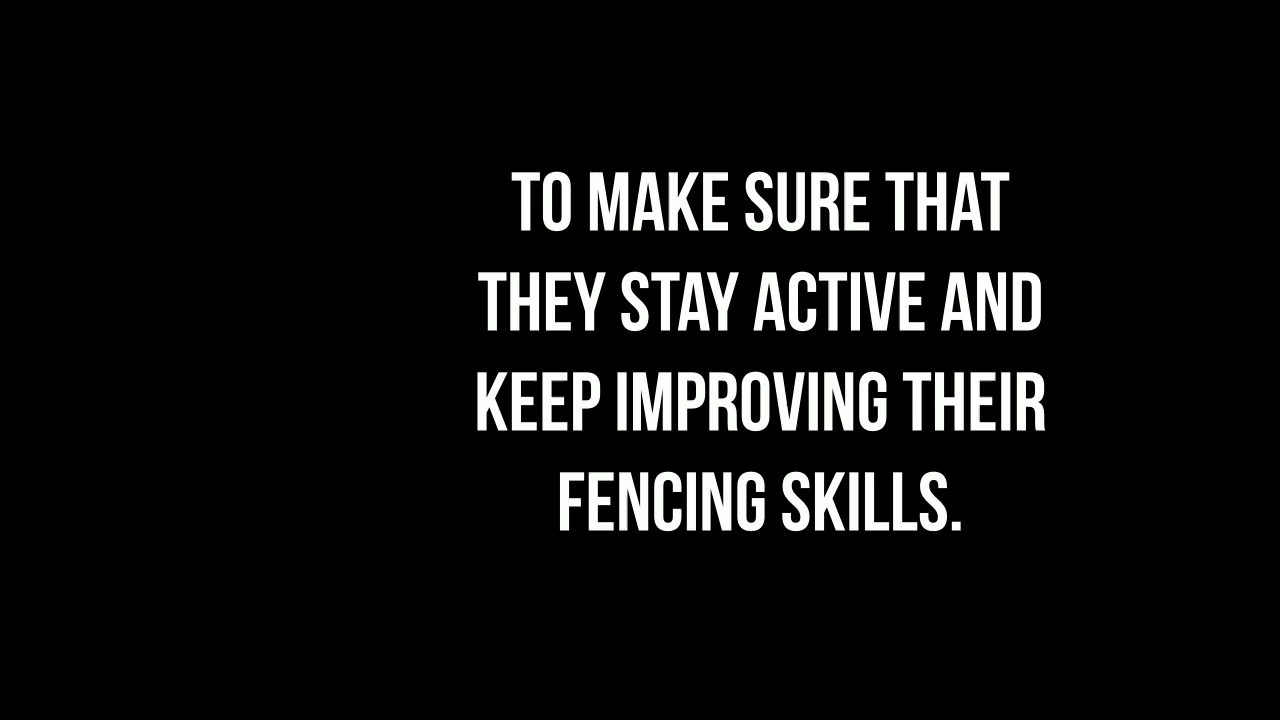 TO MAKE SURE THAT
THEY STAY ACTIVE AND
KEEP IMPROVING THEIR
FENCING SKILLS.